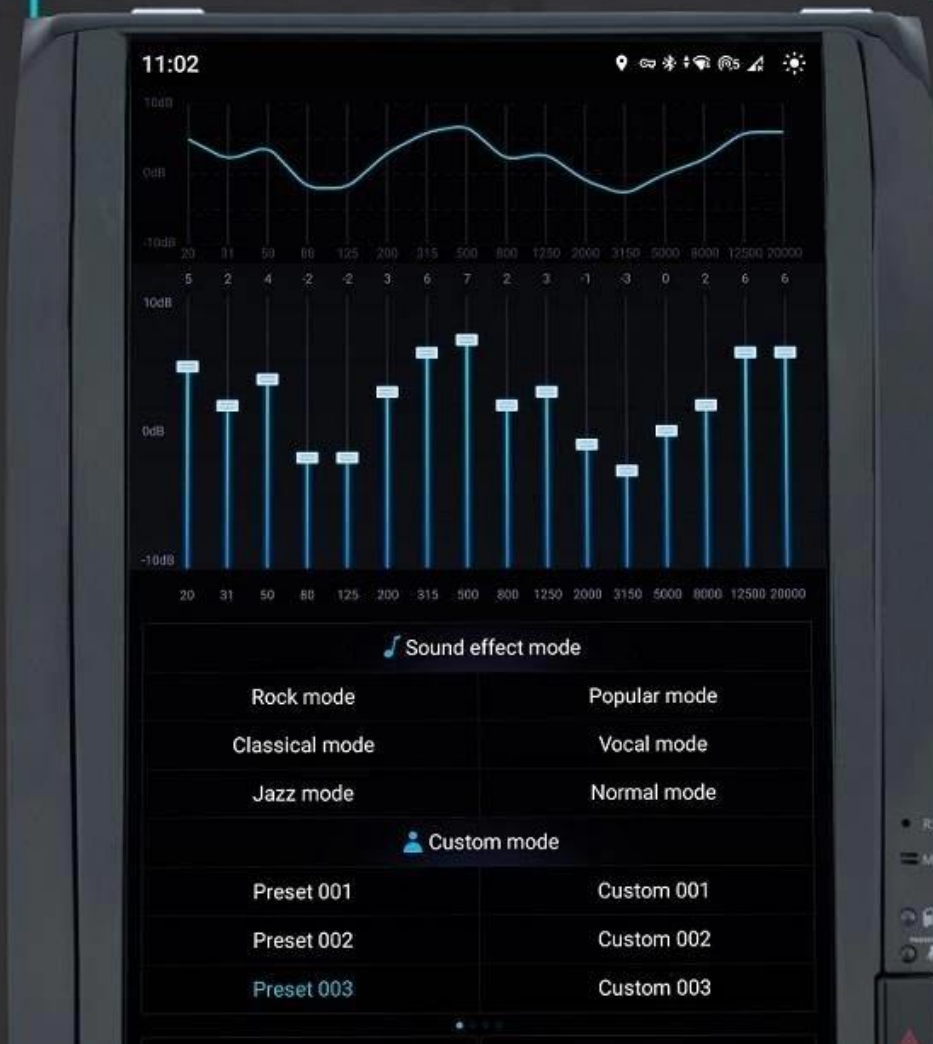 11:02
10dB
0dB
-10dB
20 31 50 80 125 200 315 500 800 1250 2000 3150 5000 8000 12500 20000
5 2 4 -2 -2 3 6 7 2 3 -1 -3 0 2 6 6
10dB
0dB
-10dB
20 31 50 80 125 200 315 500 800 1250 2000 3150 5000 8000 12500 20000
Sound effect mode
Rock mode Popular mode
Classical mode Vocal mode
Jazz mode Normal mode
Custom mode
Preset 001 Custom 001
Preset 002 Custom 002
Preset 003 Custom 003